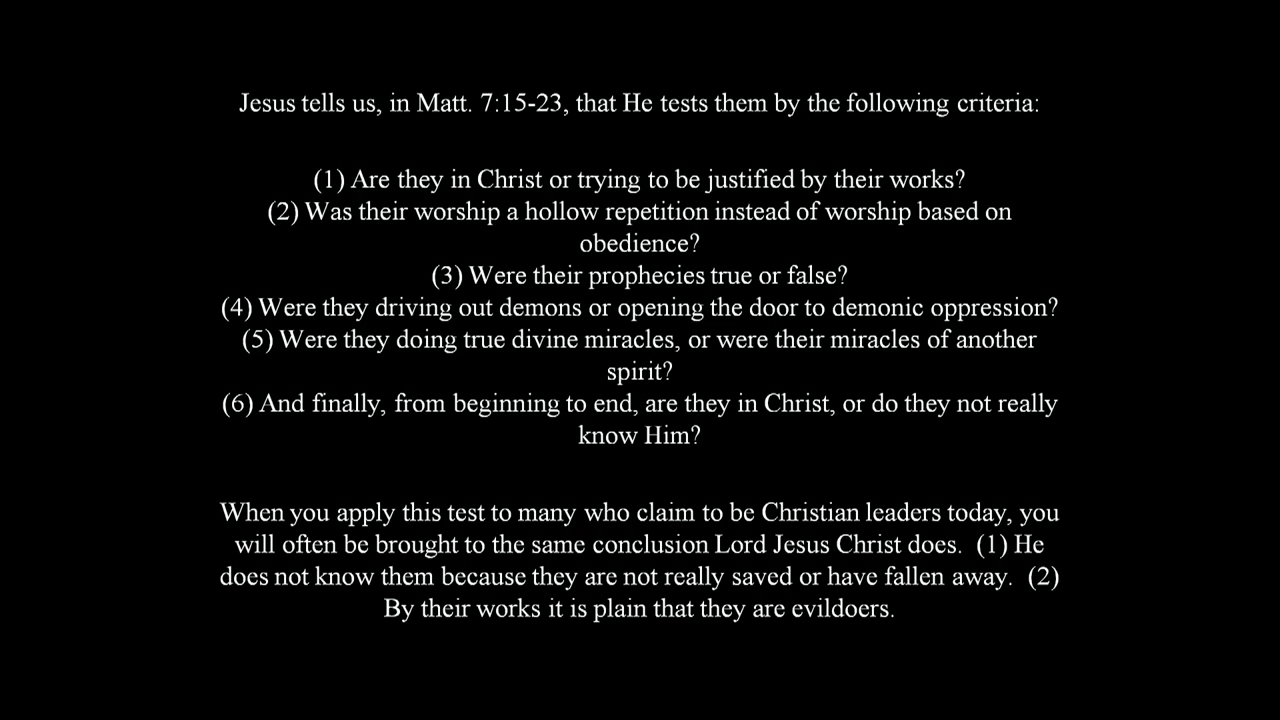 Jesus tells us, in Matt. 7:15-23, that He tests them by the following criteria:
(1) Are they in Christ or trying to be justified by their works?
(2) Was their worship a hollow repetition instead of worship based on
obedience?
(3) Were their prophecies true or false?
(4) Were they driving out demons or opening the door to demonic oppression?
(5) Were they doing true divine miracles, or were their miracles of another
spirit?
(6) And finally, from beginning to end, are they in Christ, or do they not really
know Him?
When you apply this test to many who claim to be Christian leaders today, you
will often be brought to the same conclusion Lord Jesus Christ does.  (1) He
does not know them because they are not really saved or have fallen away.  (2)
By their works it is plain that they are evildoers.